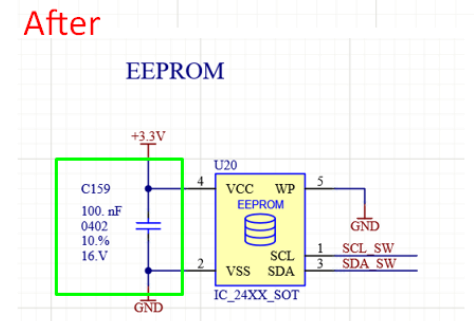 After
EEPROM
+3.3V
U20
C159
100. nF
0402
10.%
16.V
4 VCC WP 5
EEPROM
GND
SCL 1 SCL_SW
2 VSS SDA 3 SDA_SW
GND
IC_24XX_SOT